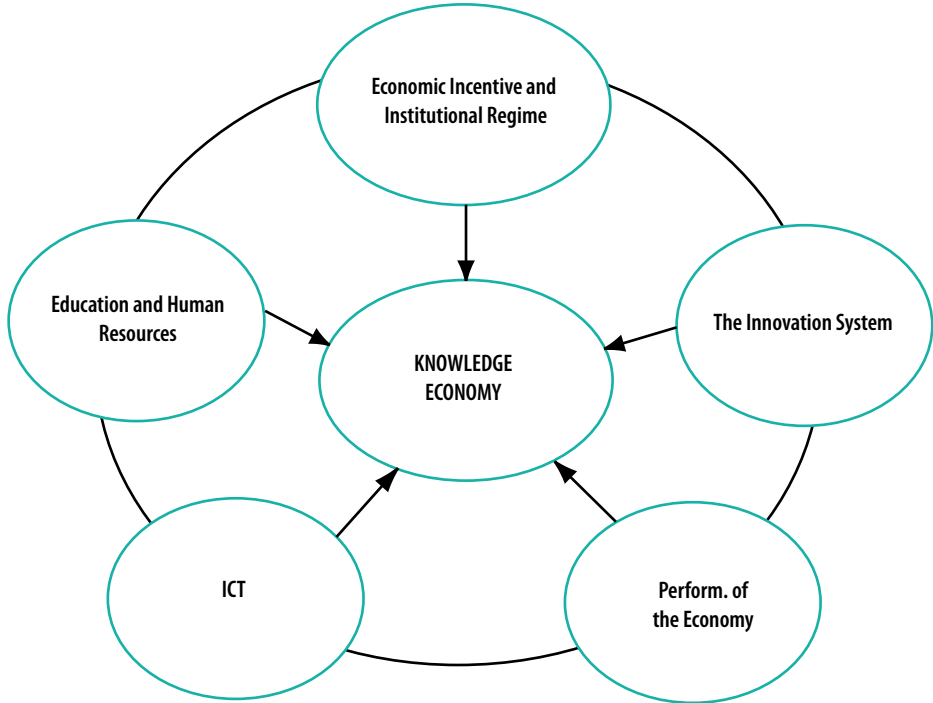 Economic Incentive and
Institutional Regime
Education and Human
Resources
The Innovation System
KNOWLEDGE
ECONOMY
ICT
Perform. of
the Economy